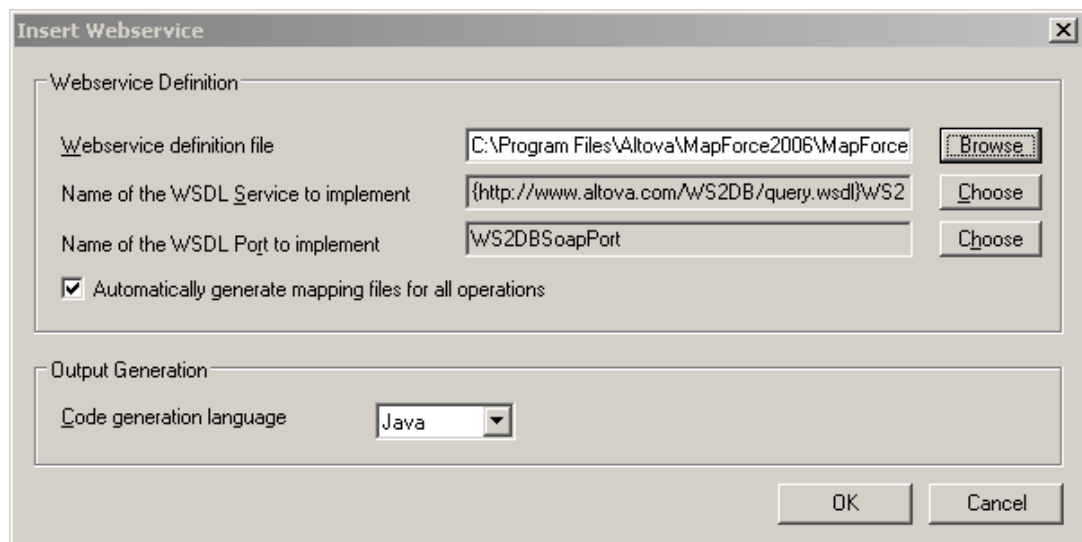 Insert Webservice
Webservice Definition
Webservice definition file C:\Program Files\Altova\MapForce2006\MapForce Browse
Name of the WSDL Service to implement {http://www.altova.com/WS2DB/query.wsdl}WS2 Choose
Name of the WSDL Port to implement WS2DBSoapPort Choose
Automatically generate mapping files for all operations
Output Generation
Code generation language Java
OK Cancel